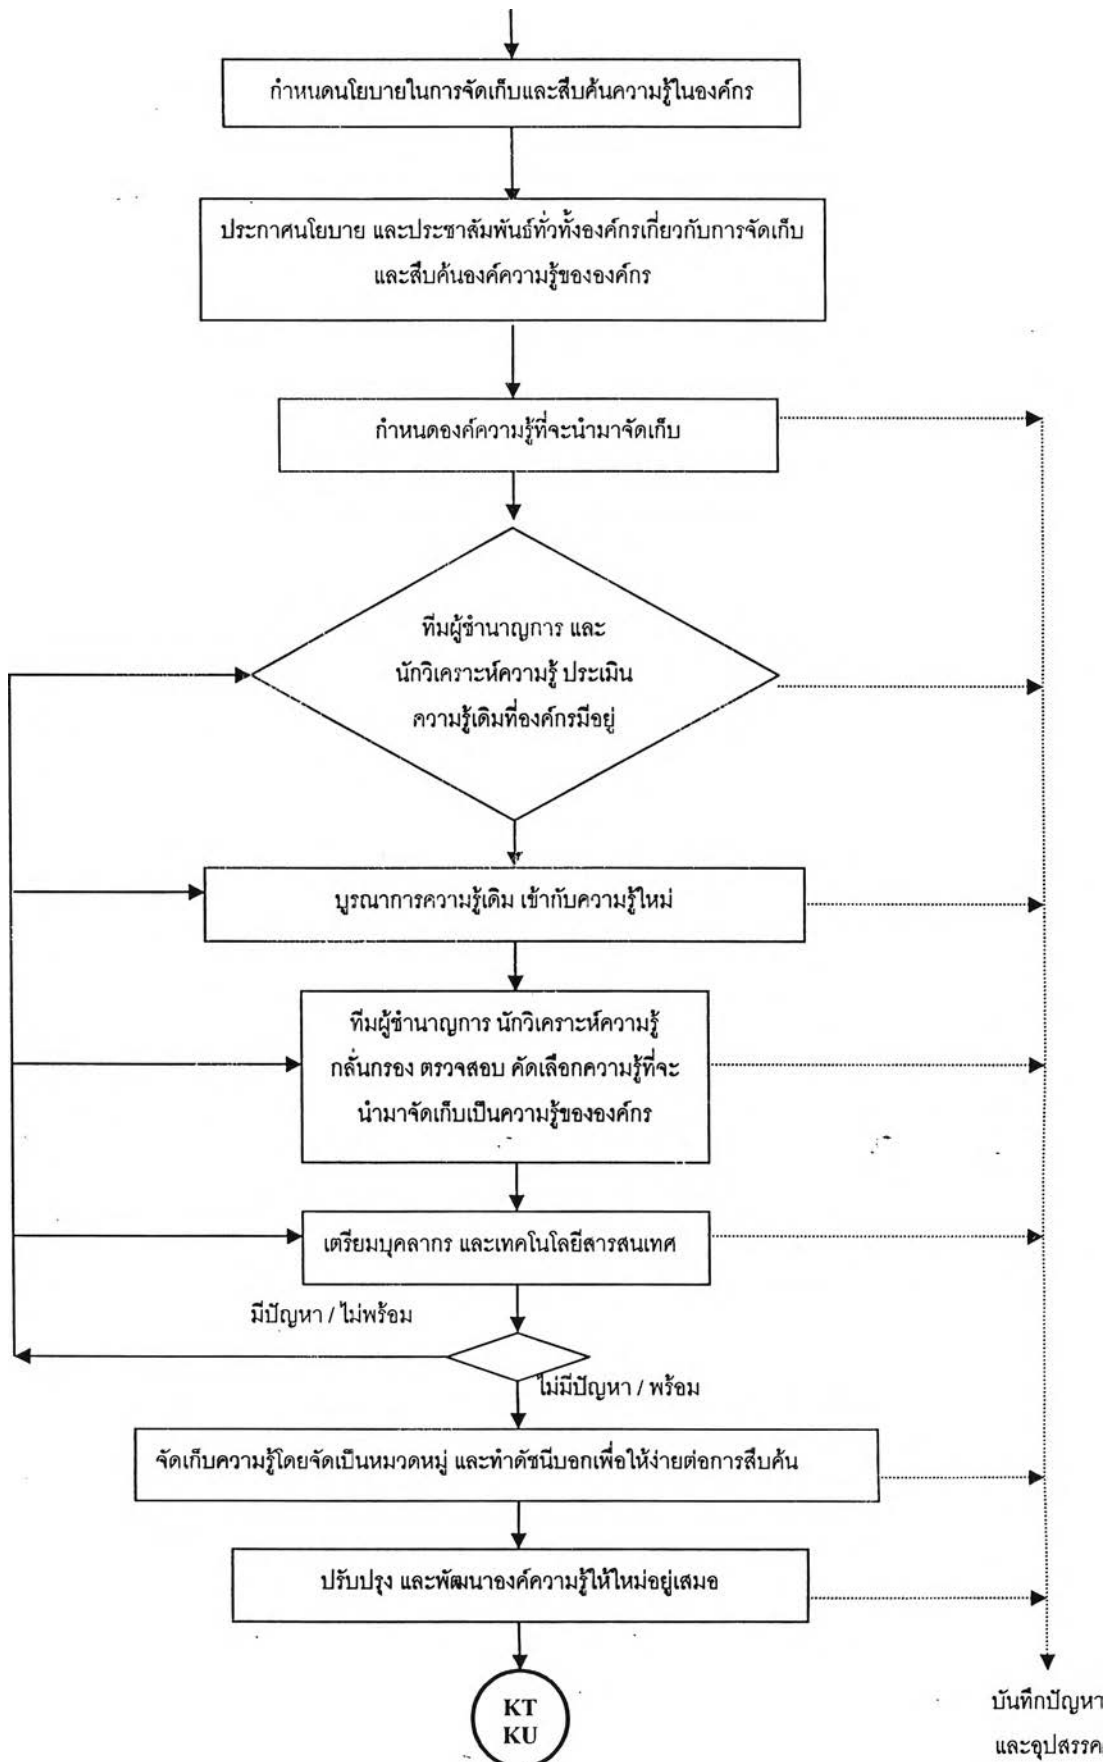 กำหนดนโยบายในการจัดเก็บและสืบค้นความรู้ในองค์กร
ประกาศนโยบาย และประชาสัมพันธ์ทั่วทั้งองค์กรเกี่ยวกับการจัดเก็บ
และสืบค้นองค์ความรู้ขององค์กร
กำหนดองค์ความรู้ที่จะนำมาจัดเก็บ
ทีมผู้ชำนาญการ และ
นักวิเคราะห์ความรู้ ประเมิน
ความรู้เดิมที่องค์กรมีอยู่
บูรณาการความรู้เดิม เข้ากับความรู้ใหม่
ทีมผู้ชำนาญการ นักวิเคราะห์ความรู้
กลั่นกรอง ตรวจสอบ คัดเลือกความรู้ที่จะ
นำมาจัดเก็บเป็นความรู้ขององค์กร
เตรียมบุคลากร และเทคโนโลยีสารสนเทศ
มีปัญหา / ไม่พร้อม
ไม่มีปัญหา / พร้อม
จัดเก็บความรู้โดยจัดเป็นหมวดหมู่ และทำดัชนีบอกเพื่อให้ง่ายต่อการสืบค้น
ปรับปรุง และพัฒนาองค์ความรู้ให้ใหม่อยู่เสมอ
KT
KU
บันทึกปัญหา
และอุปสรรค